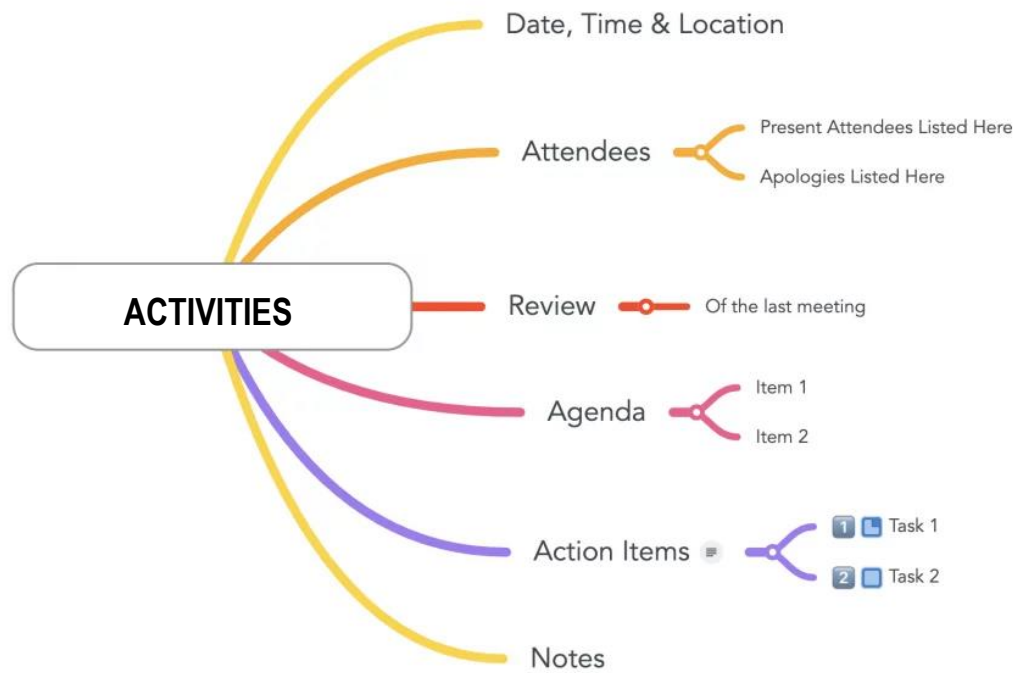 Date, Time & Location
Attendees
Present Attendees Listed Here
Apologies Listed Here
ACTIVITIES
Review
Of the last meeting
Agenda
Item 1
Item 2
Action Items
1 Task 1
2 Task 2
Notes